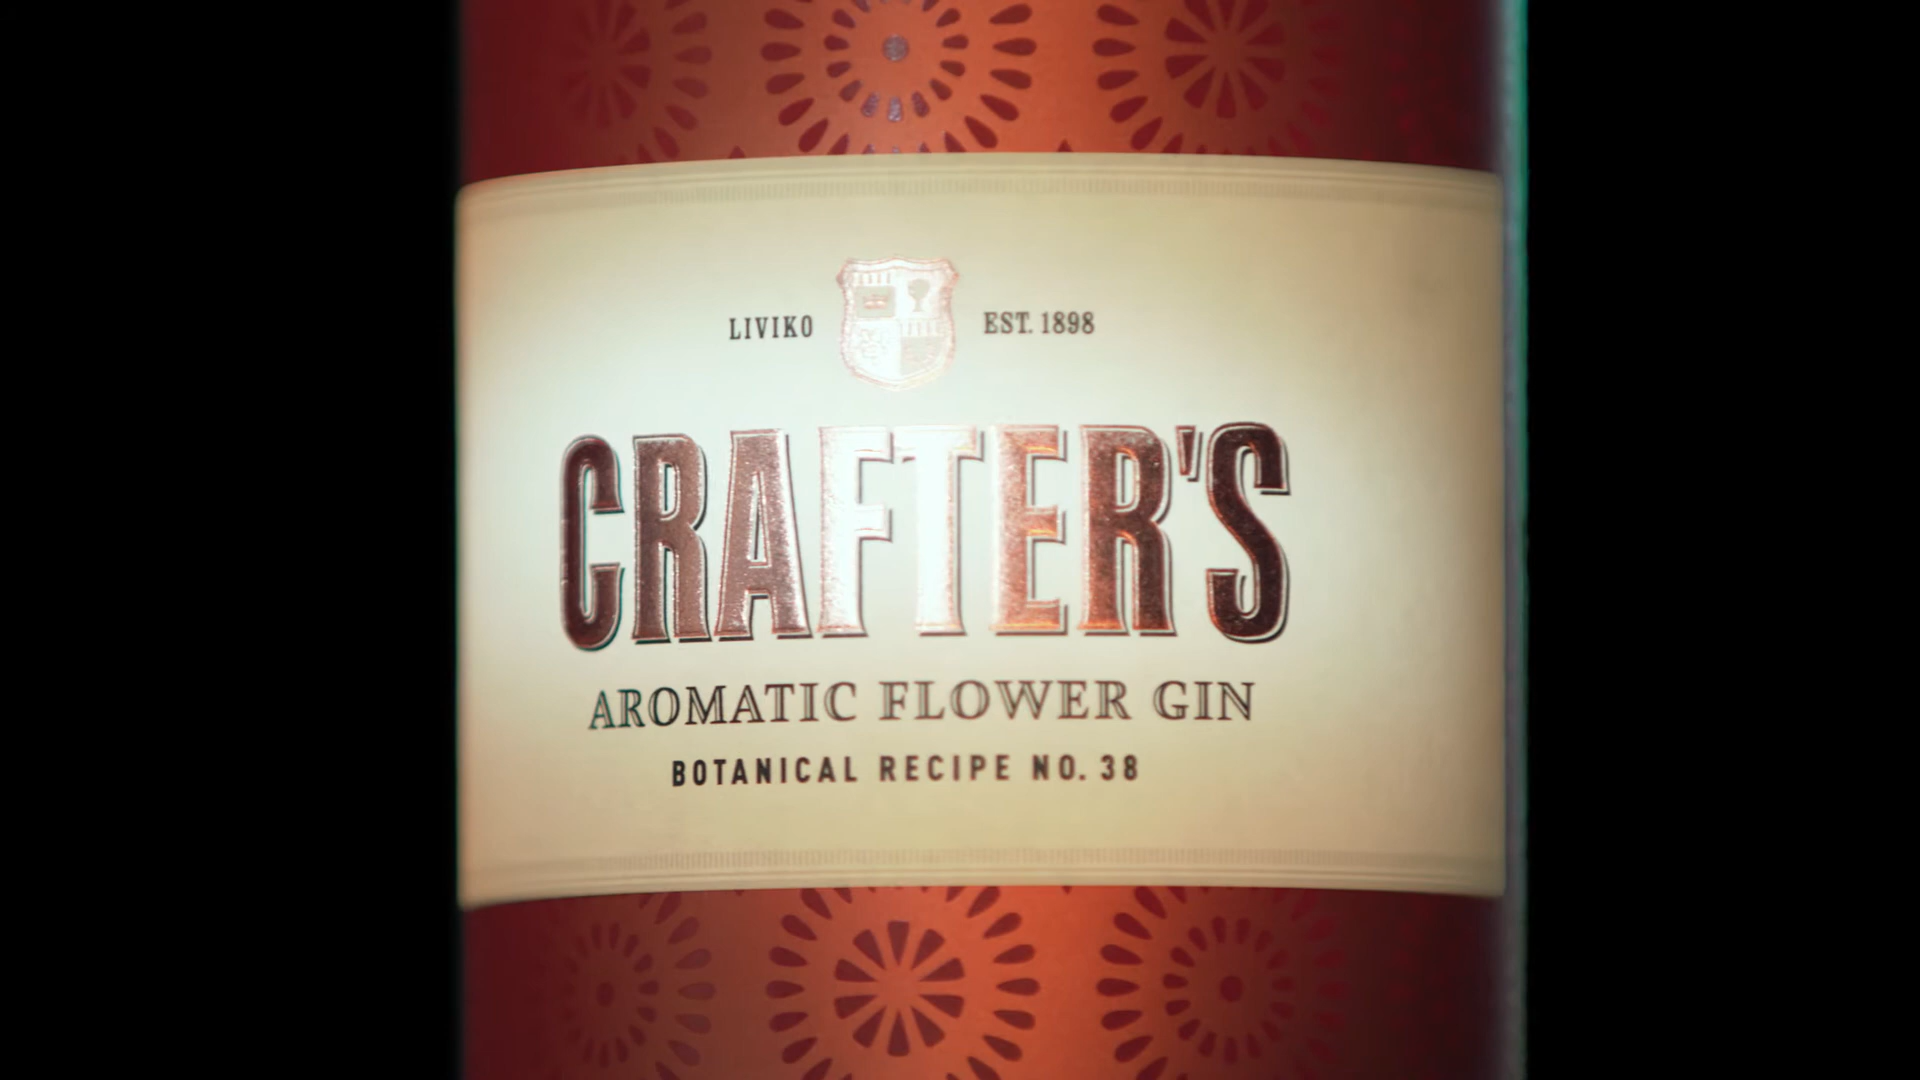 LIVIKO EST. 1898
CRAFTER'S
AROMATIC FLOWER GIN
BOTANICAL RECIPE NO. 38